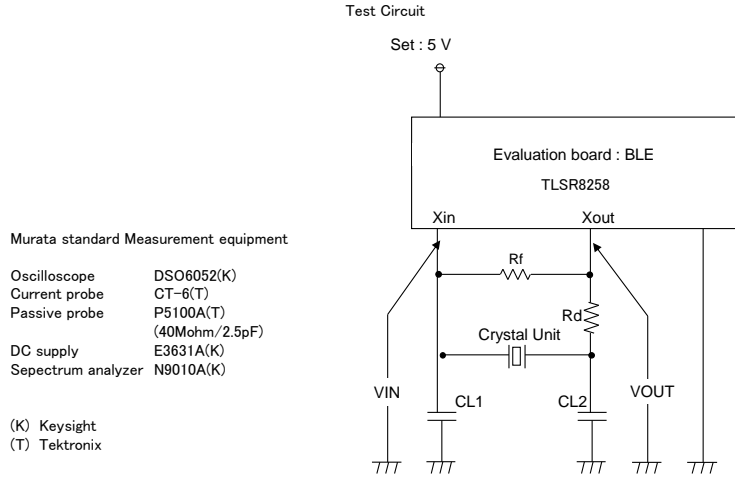 Test Circuit
Set : 5 V
Evaluation board : BLE
TLSR8258
Xin
Xout
Rf
Rd
Crystal Unit
VIN
CL1
CL2
VOUT
Murata standard Measurement equipment
Oscilloscope DSO6052(K)
Current probe CT-6(T)
Passive probe P5100A(T)
(40Mohm/2.5pF)
DC supply E3631A(K)
Sepectrum analyzer N9010A(K)
(K) Keysight
(T) Tektronix